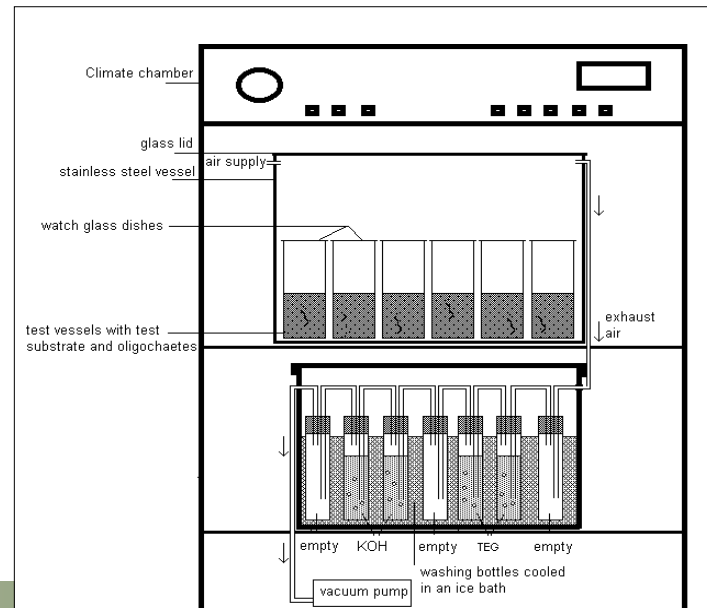 Climate chamber
glass lid
air supply
stainless steel vessel
watch glass dishes
exhaust
air
test vessels with test
substrate and oligochaetes
empty
KOH
empty
TEG
empty
washing bottles cooled
in an ice bath
vacuum pump